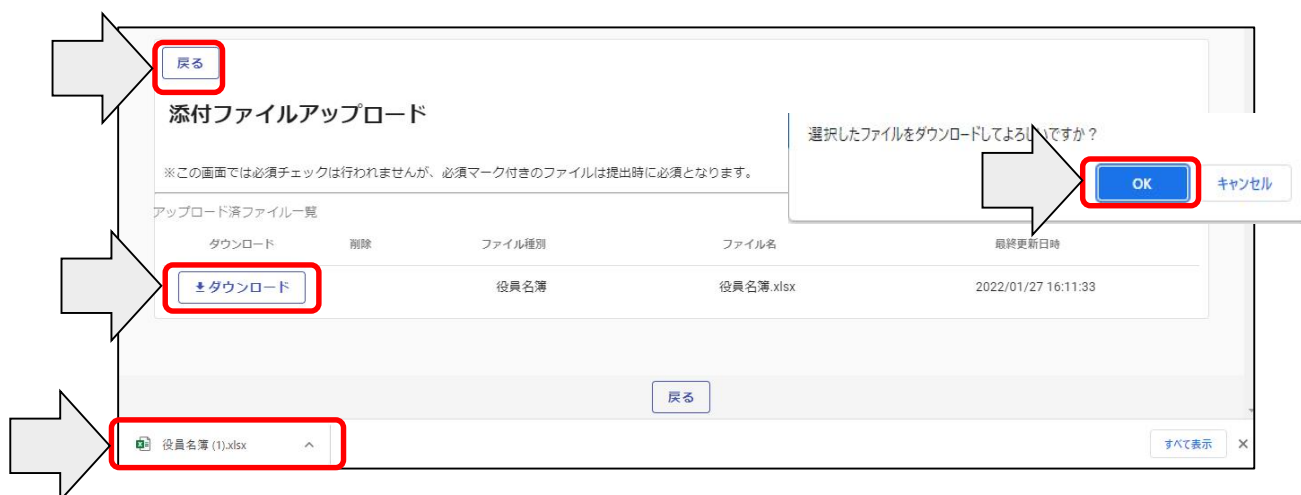 戻る
添付ファイルアップロード
選択したファイルをダウンロードしてよろしいですか？
※この画面では必須チェックは行われませんが、必須マーク付きのファイルは提出時に必須となります。
OK
キャンセル
アップロード済ファイル一覧
ダウンロード 削除 ファイル種別 ファイル名 最終更新日時
ダウンロード 役員名簿 役員名簿.xlsx 2022/01/27 16:11:33
戻る
役員名簿 (1).xlsx すべて表示